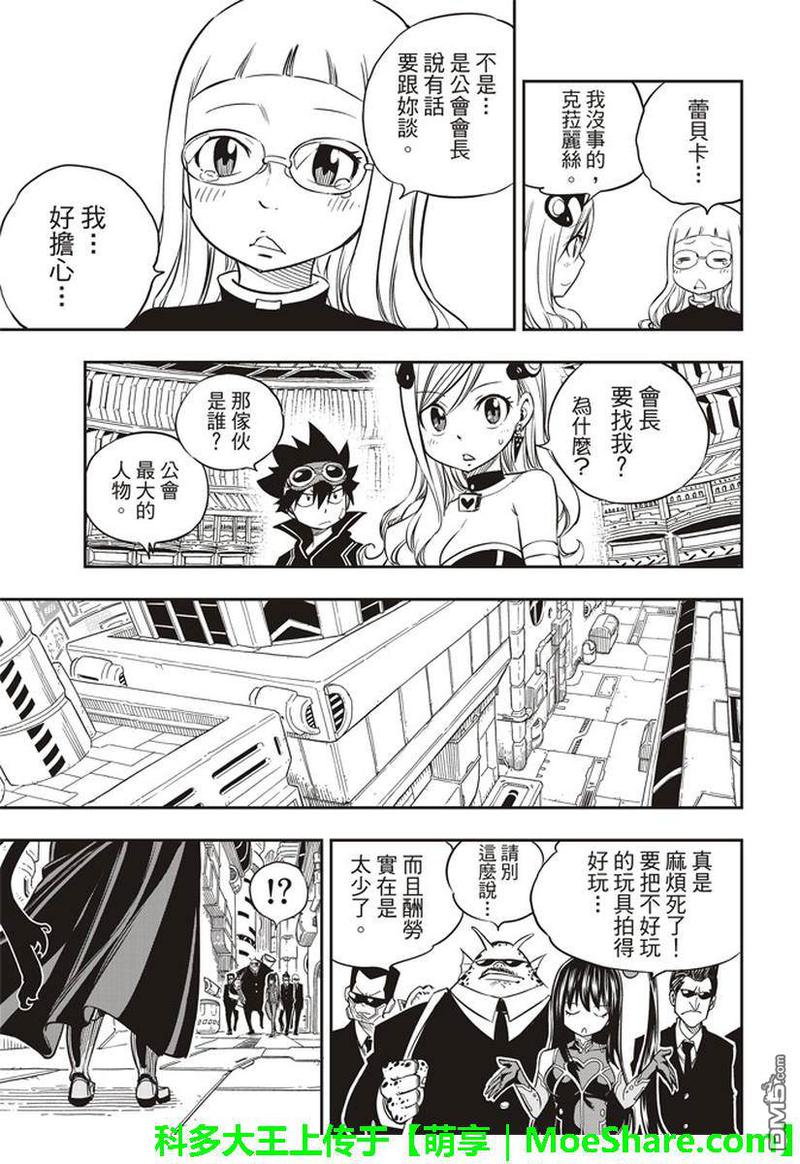 蕾貝卡…
我沒事的，
克拉麗絲。
不是…
是公會會長
說有話
要跟妳談。
我…
好擔心…
會長
要找我？
為什麼？
那傢伙
是誰？
公會
最大的
人物。
真是
麻煩死了！
要把不好玩
的玩具拍得
好玩…
請別
這麼說…
而且酬勞
實在是
太少了。
!?
科多大王上传于【萌享｜MoeShare.com】
DM5.com